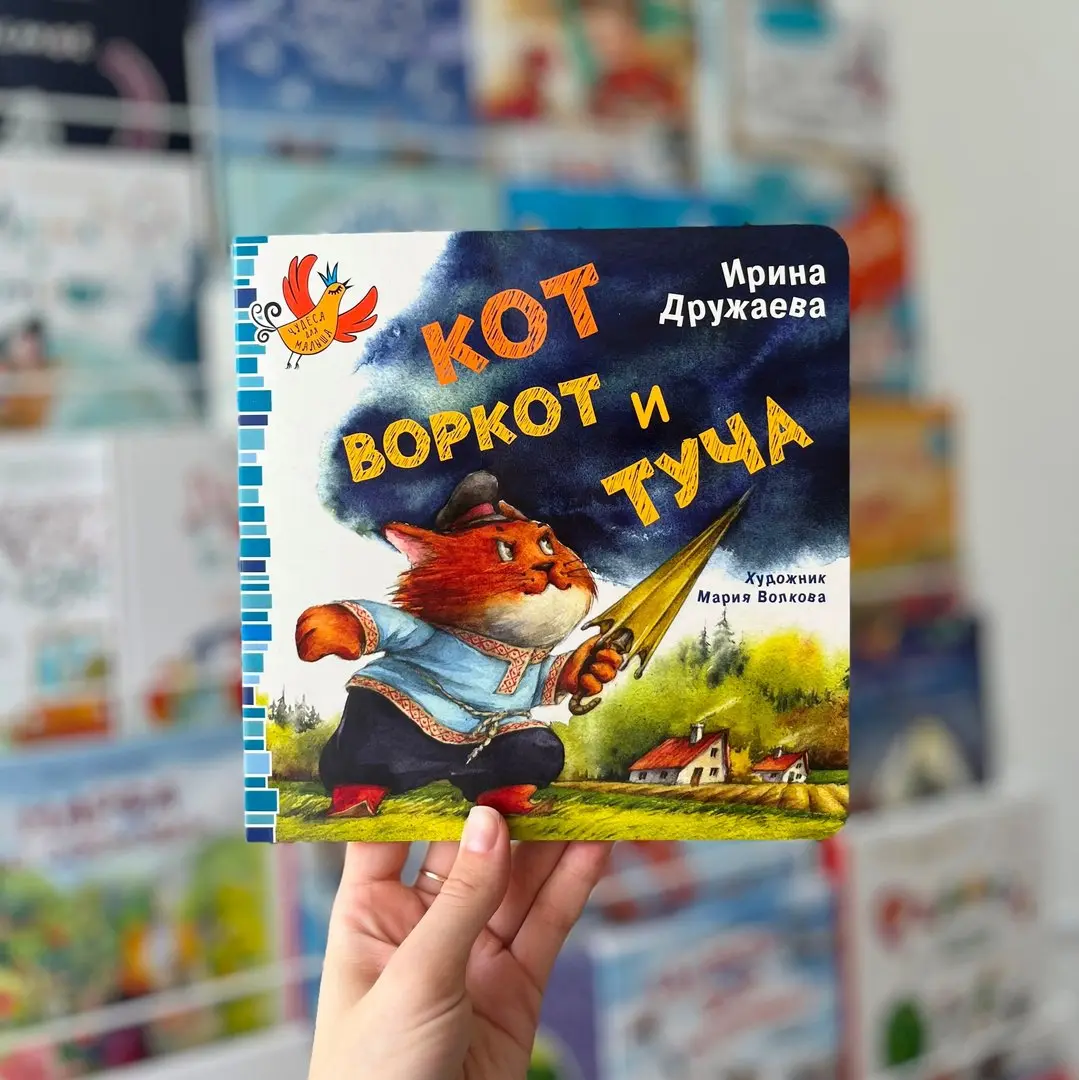 ЧУДЕСА
ДЛЯ
МАЛЫША
Ирина
Дружаева
КОТ
ВОРКОТ И
ТУЧА
Художник
Мария Волкова